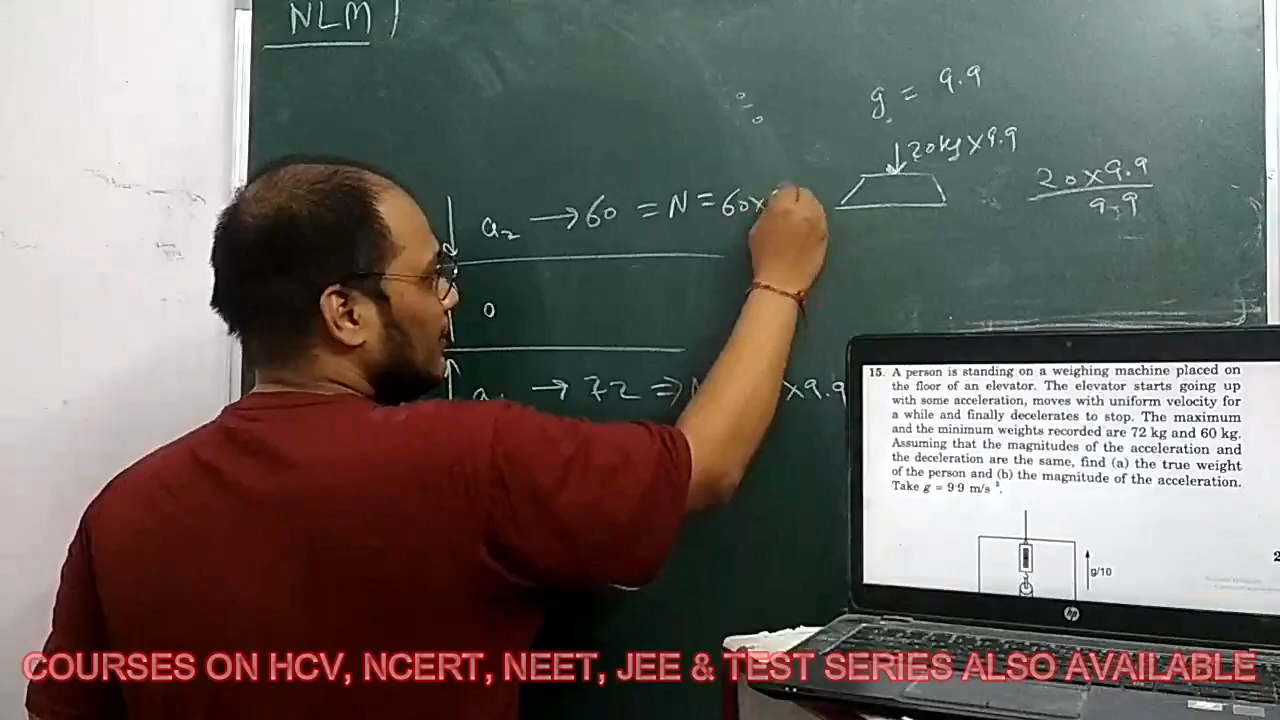 NLM
g = 9.9
20kg x 9.9
20 x 9.9
9.9
a₂ → 60 = N = 60x
0
→ 72 ⇒ x9.9
15. A person is standing on a weighing machine placed on
the floor of an elevator. The elevator starts going up
with some acceleration, moves with uniform velocity for
a while and finally decelerates to stop. The maximum
and the minimum weights recorded are 72 kg and 60 kg.
Assuming that the magnitudes of the acceleration and
the deceleration are the same, find (a) the true weight
of the person and (b) the magnitude of the acceleration.
Take g = 9·9 m/s ².
g/10
hp
COURSES ON HCV, NCERT, NEET, JEE & TEST SERIES ALSO AVAILABLE